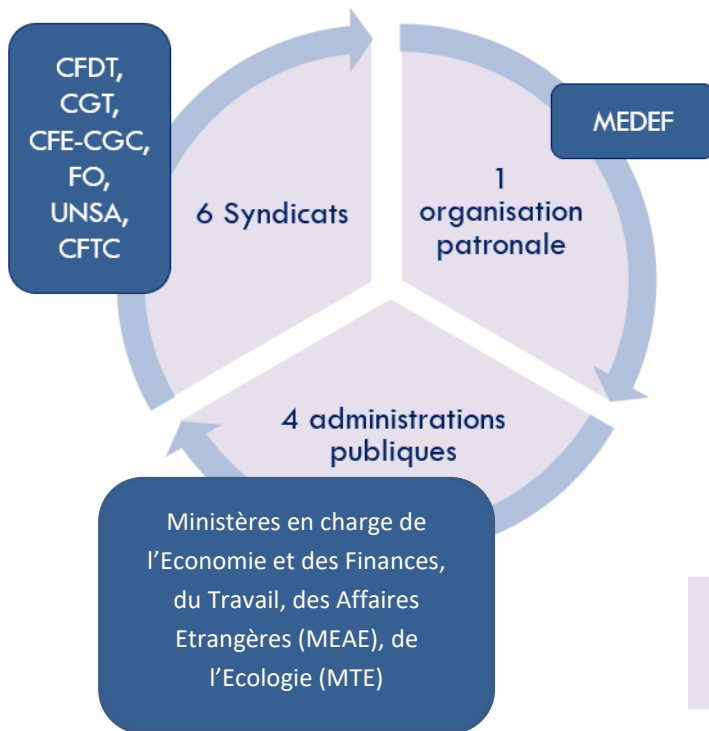 CFDT,
CGT,
CFE-CGC,
FO,
UNSA,
CFTC
6 Syndicats
MEDEF
1
organisation
patronale
4 administrations
publiques
Ministères en charge de
l’Economie et des Finances,
du Travail, des Affaires
Etrangères (MEAE), de
l’Ecologie (MTE)